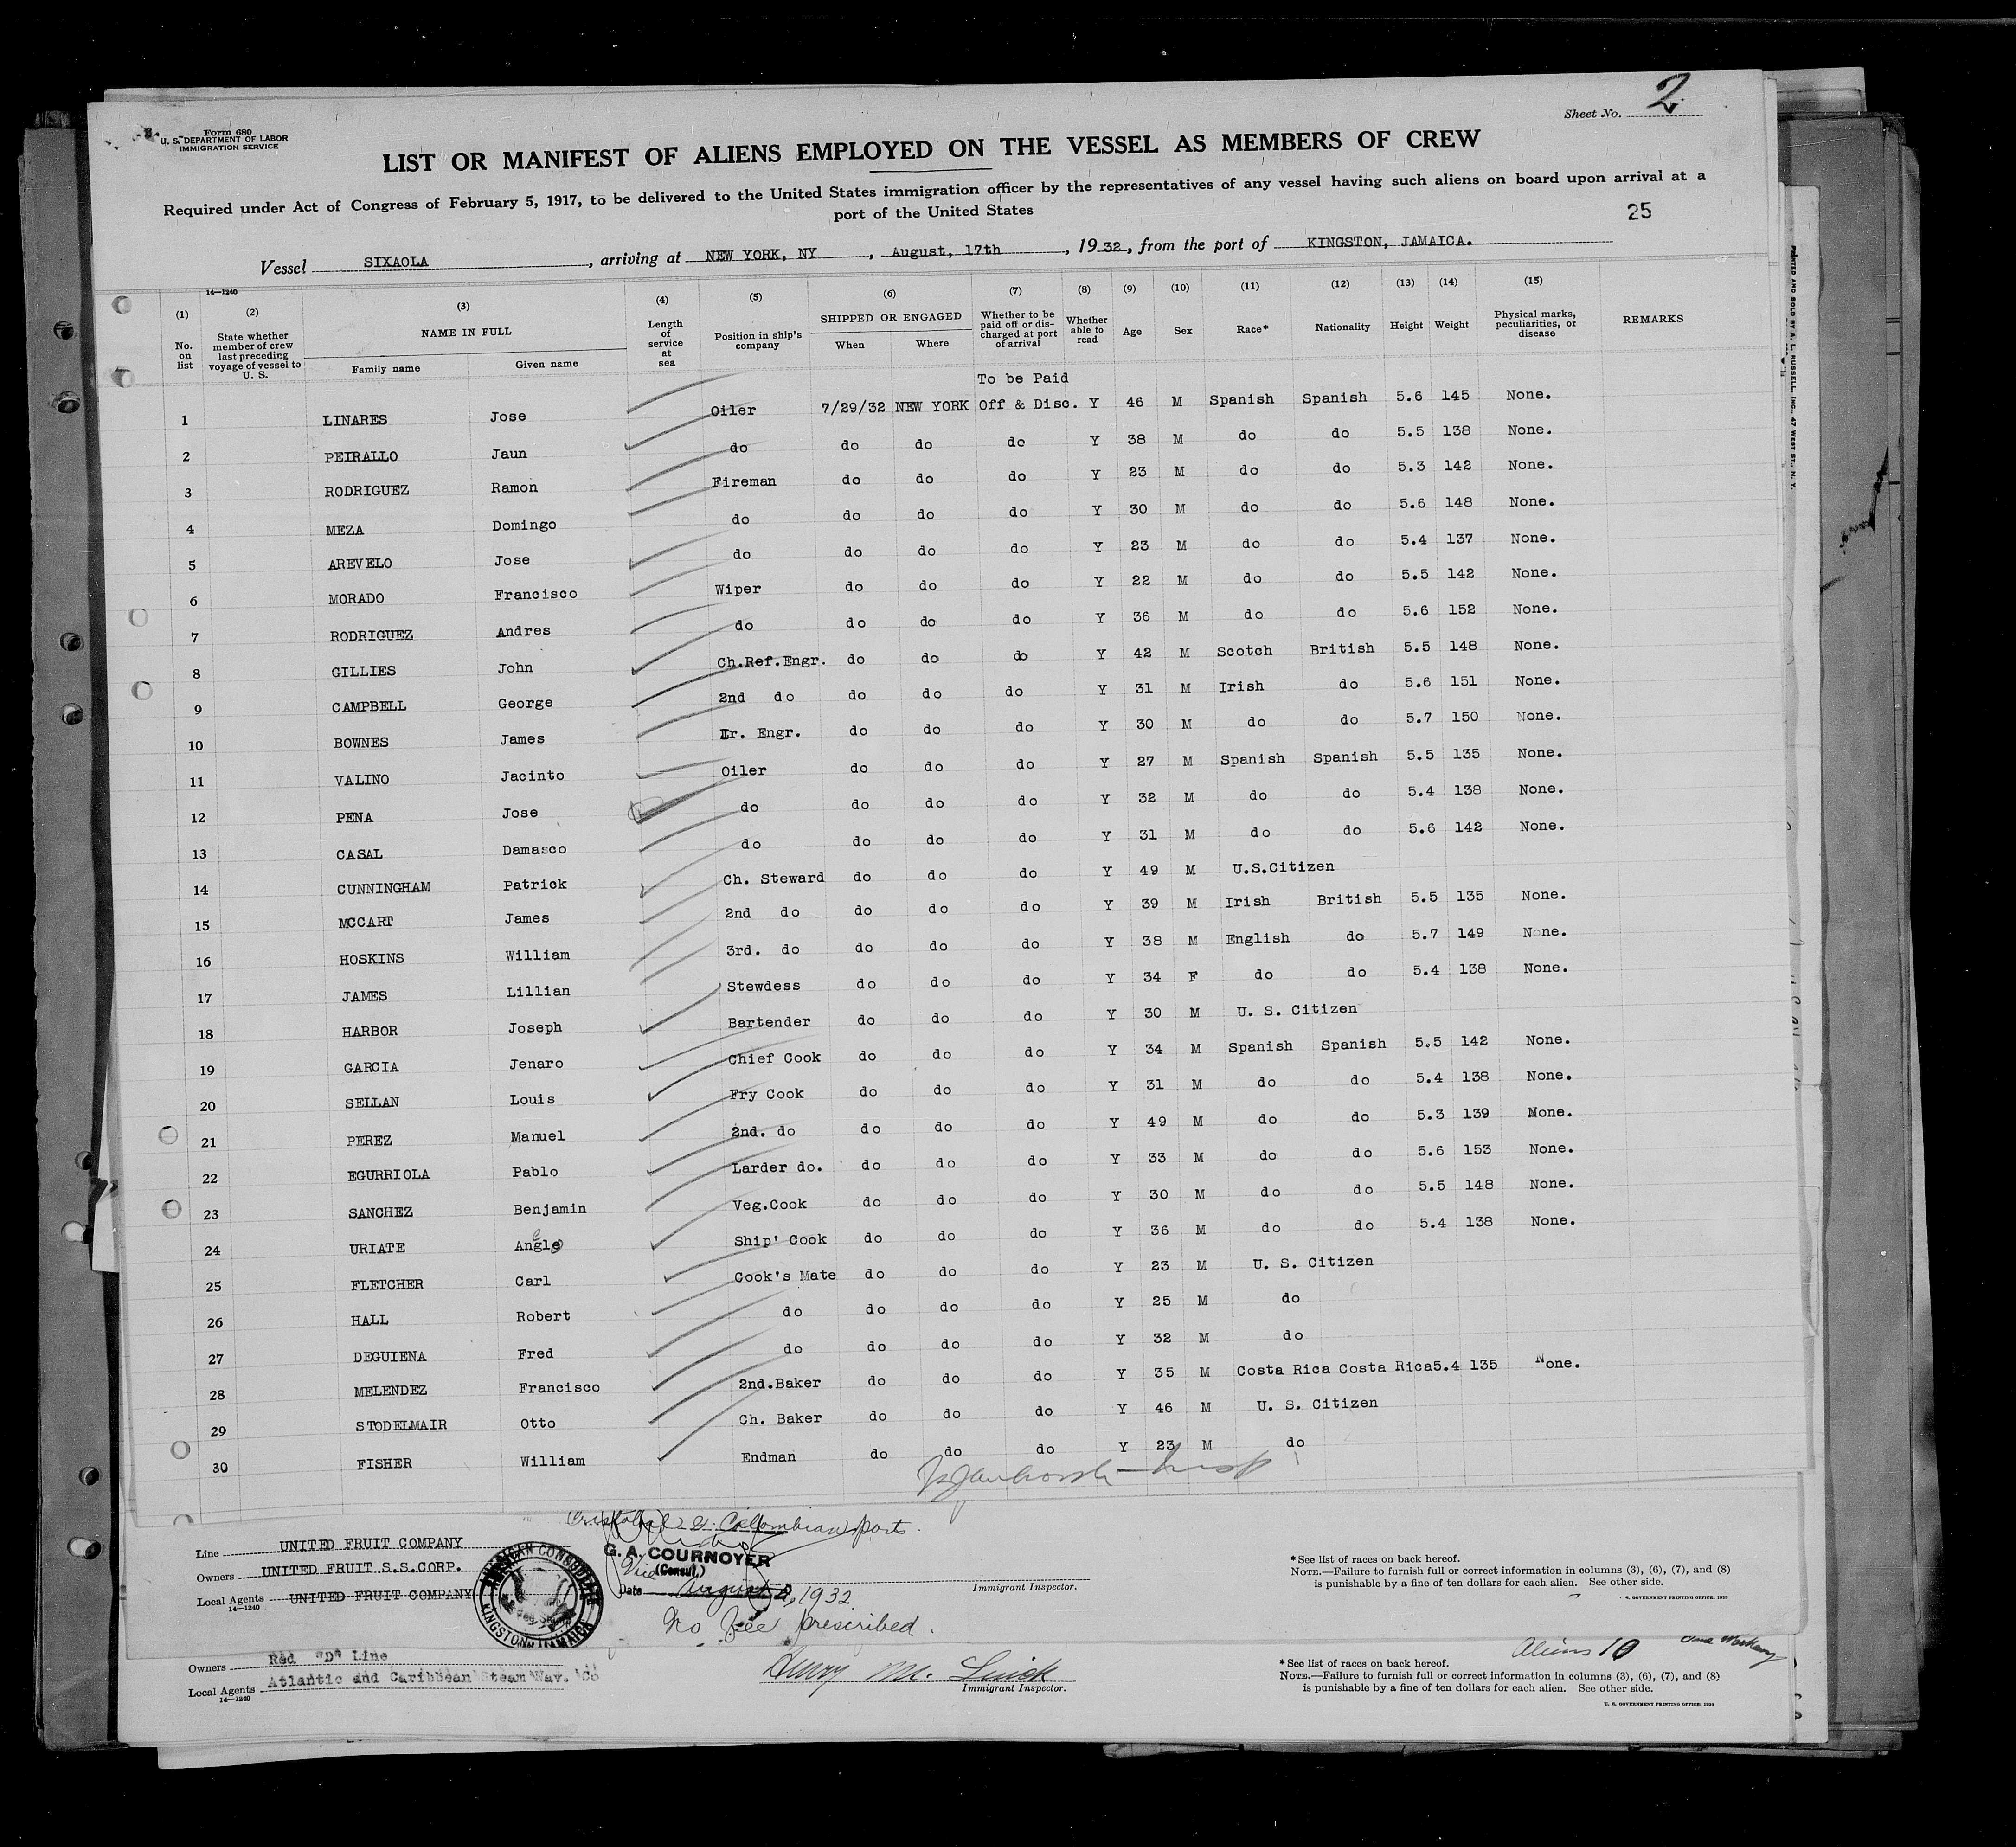 Sheet No. 2
Form 680
U. S. DEPARTMENT OF LABOR
IMMIGRATION SERVICE
LIST OR MANIFEST OF ALIENS EMPLOYED ON THE VESSEL AS MEMBERS OF CREW
Required under Act of Congress of February 5, 1917, to be delivered to the United States immigration officer by the representatives of any vessel having such aliens on board upon arrival at a
port of the United States
25
Vessel SIXAOLA, arriving at NEW YORK, NY, August, 17th, 1932, from the port of KINGSTON, JAMAICA.
14—1240
(1) No. on list (2) State whether member of crew last preceding voyage of vessel to U. S. (3) NAME IN FULL Family name Given name (4) Length of service at sea (5) Position in ship's company (6) SHIPPED OR ENGAGED When Where (7) Whether to be paid off or discharged at port of arrival (8) Whether able to read (9) Age (10) Sex (11) Race* (12) Nationality (13) Height (14) Weight (15) Physical marks, peculiarities, or disease REMARKS
To be Paid
1 LINARES Jose Oiler 7/29/32 NEW YORK Off & Disc. Y 46 M Spanish Spanish 5.6 145 None.
2 PEIRALLO Jaun do do do do Y 38 M do do 5.5 138 None.
3 RODRIGUEZ Ramon Fireman do do do Y 23 M do do 5.3 142 None.
4 MEZA Domingo do do do do Y 30 M do do 5.6 148 None.
5 AREVELO Jose do do do do Y 23 M do do 5.4 137 None.
6 MORADO Francisco Wiper do do do Y 22 M do do 5.5 142 None.
7 RODRIGUEZ Andres do do do do Y 36 M do do 5.6 152 None.
8 GILLIES John Ch.Ref.Engr. do do do Y 42 M Scotch British 5.5 148 None.
9 CAMPBELL George 2nd do do do do Y 31 M Irish do 5.6 151 None.
10 BOWNES James Ir. Engr. do do do Y 30 M do do 5.7 150 None.
11 VALINO Jacinto Oiler do do do Y 27 M Spanish Spanish 5.5 135 None.
12 PENA Jose do do do do Y 32 M do do 5.4 138 None.
13 CASAL Damasco do do do do Y 31 M do do 5.6 142 None.
14 CUNNINGHAM Patrick Ch. Steward do do do Y 49 M U.S.Citizen
15 MCCART James 2nd do do do do Y 39 M Irish British 5.5 135 None.
16 HOSKINS William 3rd. do do do do Y 38 M English do 5.7 149 None.
17 JAMES Lillian Stewdess do do do Y 34 F do do 5.4 138 None.
18 HARBOR Joseph Bartender do do do Y 30 M U. S. Citizen
19 GARCIA Jenaro Chief Cook do do do Y 34 M Spanish Spanish 5.5 142 None.
20 SELLAN Louis Fry Cook do do do Y 31 M do do 5.4 138 None.
21 PEREZ Manuel 2nd. do do do do Y 49 M do do 5.3 139 None.
22 EGURRIOLA Pablo Larder do. do do do Y 33 M do do 5.6 153 None.
23 SANCHEZ Benjamin Veg.Cook do do do Y 30 M do do 5.5 148 None.
24 URIATE Angle Ship' Cook do do do Y 36 M do do 5.4 138 None.
25 FLETCHER Carl Cook's Mate do do do Y 23 M U. S. Citizen
26 HALL Robert do do do do Y 25 M do
27 DEGUIENA Fred do do do do Y 32 M do
28 MELENDEZ Francisco 2nd.Baker do do do Y 35 M Costa Rica Costa Rica 5.4 135 None.
29 STODELMAIR Otto Ch. Baker do do do Y 46 M U. S. Citizen
30 FISHER William Endman do do do Y 23 M do
Colombian ports.
Line UNITED FRUIT COMPANY
Owners UNITED FRUIT S.S.CORP.
Local Agents UNITED FRUIT COMPANY
14—1240
AMERICAN CONSULATE
KINGSTON JAMAICA
G. A. COURNOYER
Vice (Consul.)
Date August 2, 1932
No fee prescribed.
Immigrant Inspector.
*See list of races on back hereof.
NOTE.—Failure to furnish full or correct information in columns (3), (6), (7), and (8)
is punishable by a fine of ten dollars for each alien. See other side.
Owners Red "D" Line
Local Agents Atlantic and Caribbean Steam Nav. Co
14—1240
Henry M.
Immigrant Inspector.
Aliens 10
*See list of races on back hereof.
NOTE.—Failure to furnish full or correct information in columns (3), (6), (7), and (8)
is punishable by a fine of ten dollars for each alien. See other side.
U. S. GOVERNMENT PRINTING OFFICE: 1929
PRINTED AND SOLD BY A. L. RUSSELL, INC., 47 WEST ST., N. Y.